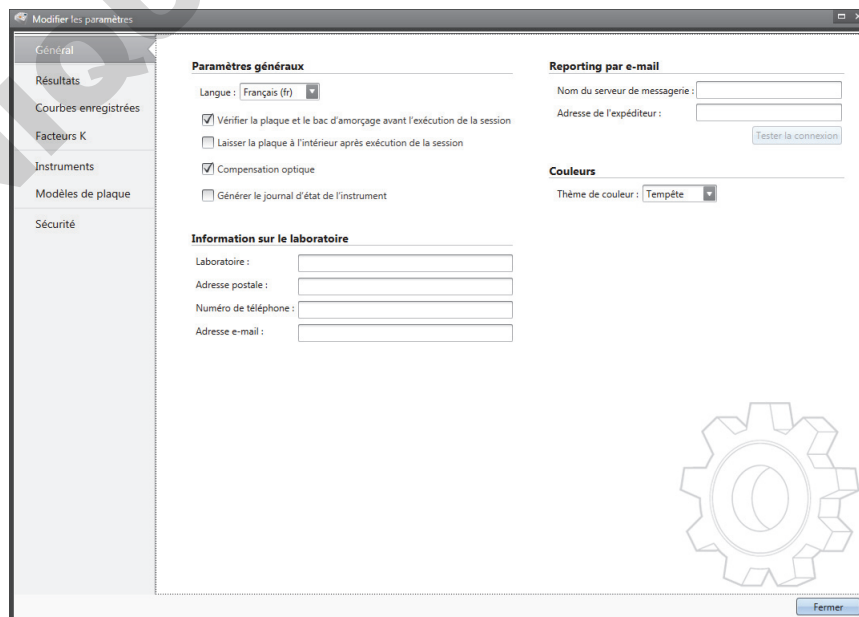 Modifier les paramètres
Général
Résultats
Courbes enregistrées
Facteurs K
Instruments
Modèles de plaque
Sécurité
Paramètres généraux
Langue : Français (fr)
Vérifier la plaque et le bac d'amorçage avant l'exécution de la session
Laisser la plaque à l'intérieur après exécution de la session
Compensation optique
Générer le journal d'état de l'instrument
Information sur le laboratoire
Laboratoire :
Adresse postale :
Numéro de téléphone :
Adresse e-mail :
Reporting par e-mail
Nom du serveur de messagerie :
Adresse de l'expéditeur :
Tester la connexion
Couleurs
Thème de couleur : Tempête
Fermer